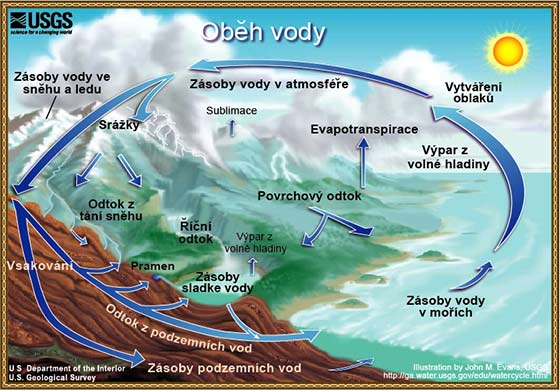 USGS
science for a changing world
Oběh vody
Zásoby vody ve
sněhu a ledu
Zásoby vody v atmosféře
Vytváření
oblaků
Sublimace
Srážky
Evapotranspirace
Výpar z
volné hladiny
Odtok z
tání sněhu
Povrchový odtok
Říční
odtok
Výpar z
volné hladiny
Vsakování
Pramen
Zásoby
sladke vody
Zásoby vody
v mořích
Odtok z podzemních vod
Zásoby podzemních vod
U S Department of the Interior
U.S. Geological Survey
Illustration by John M. Evans, USGS
http://ga.water.usgs.gov/edu/watercycle.html